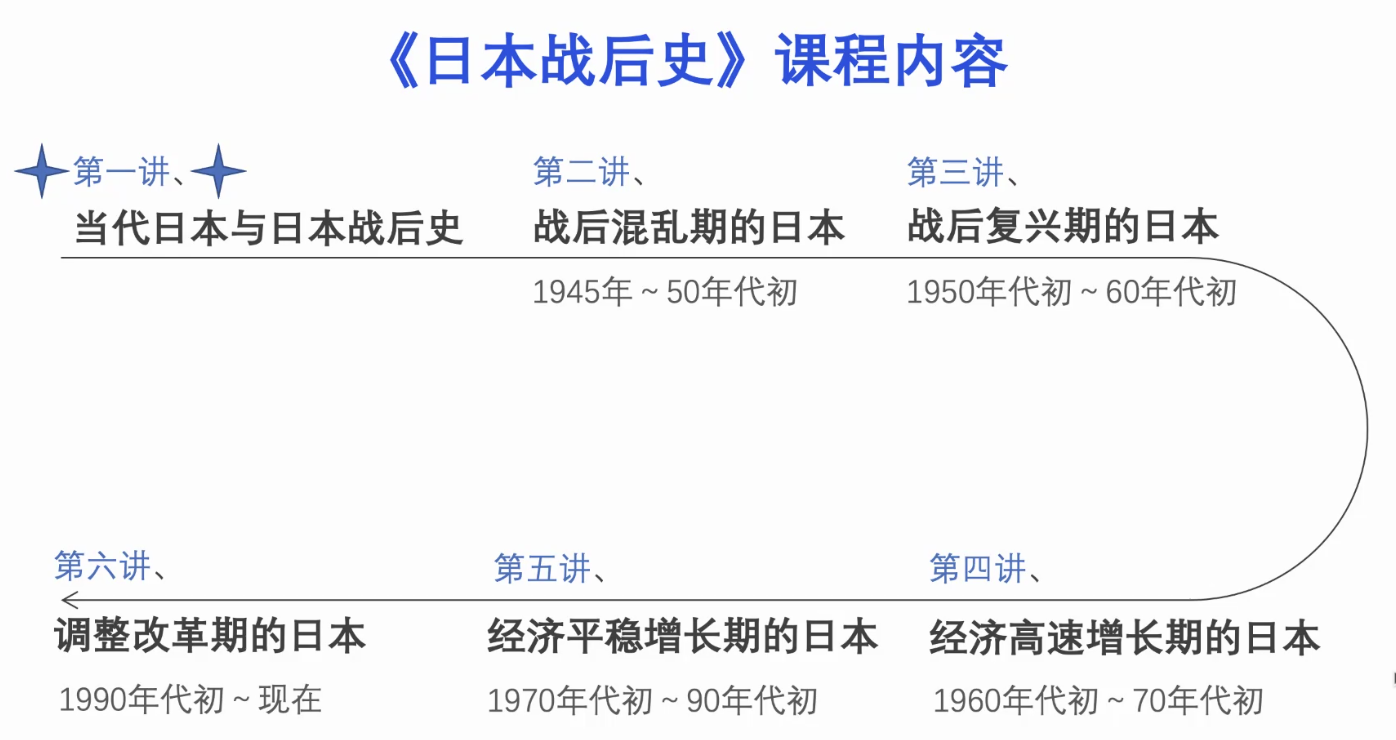 《日本战后史》课程内容
第一讲、
当代日本与日本战后史
第二讲、
战后混乱期的日本
1945年～50年代初
第三讲、
战后复兴期的日本
1950年代初～60年代初
第四讲、
经济高速增长期的日本
1960年代初～70年代初
第五讲、
经济平稳增长期的日本
1970年代初～90年代初
第六讲、
调整改革期的日本
1990年代初～现在